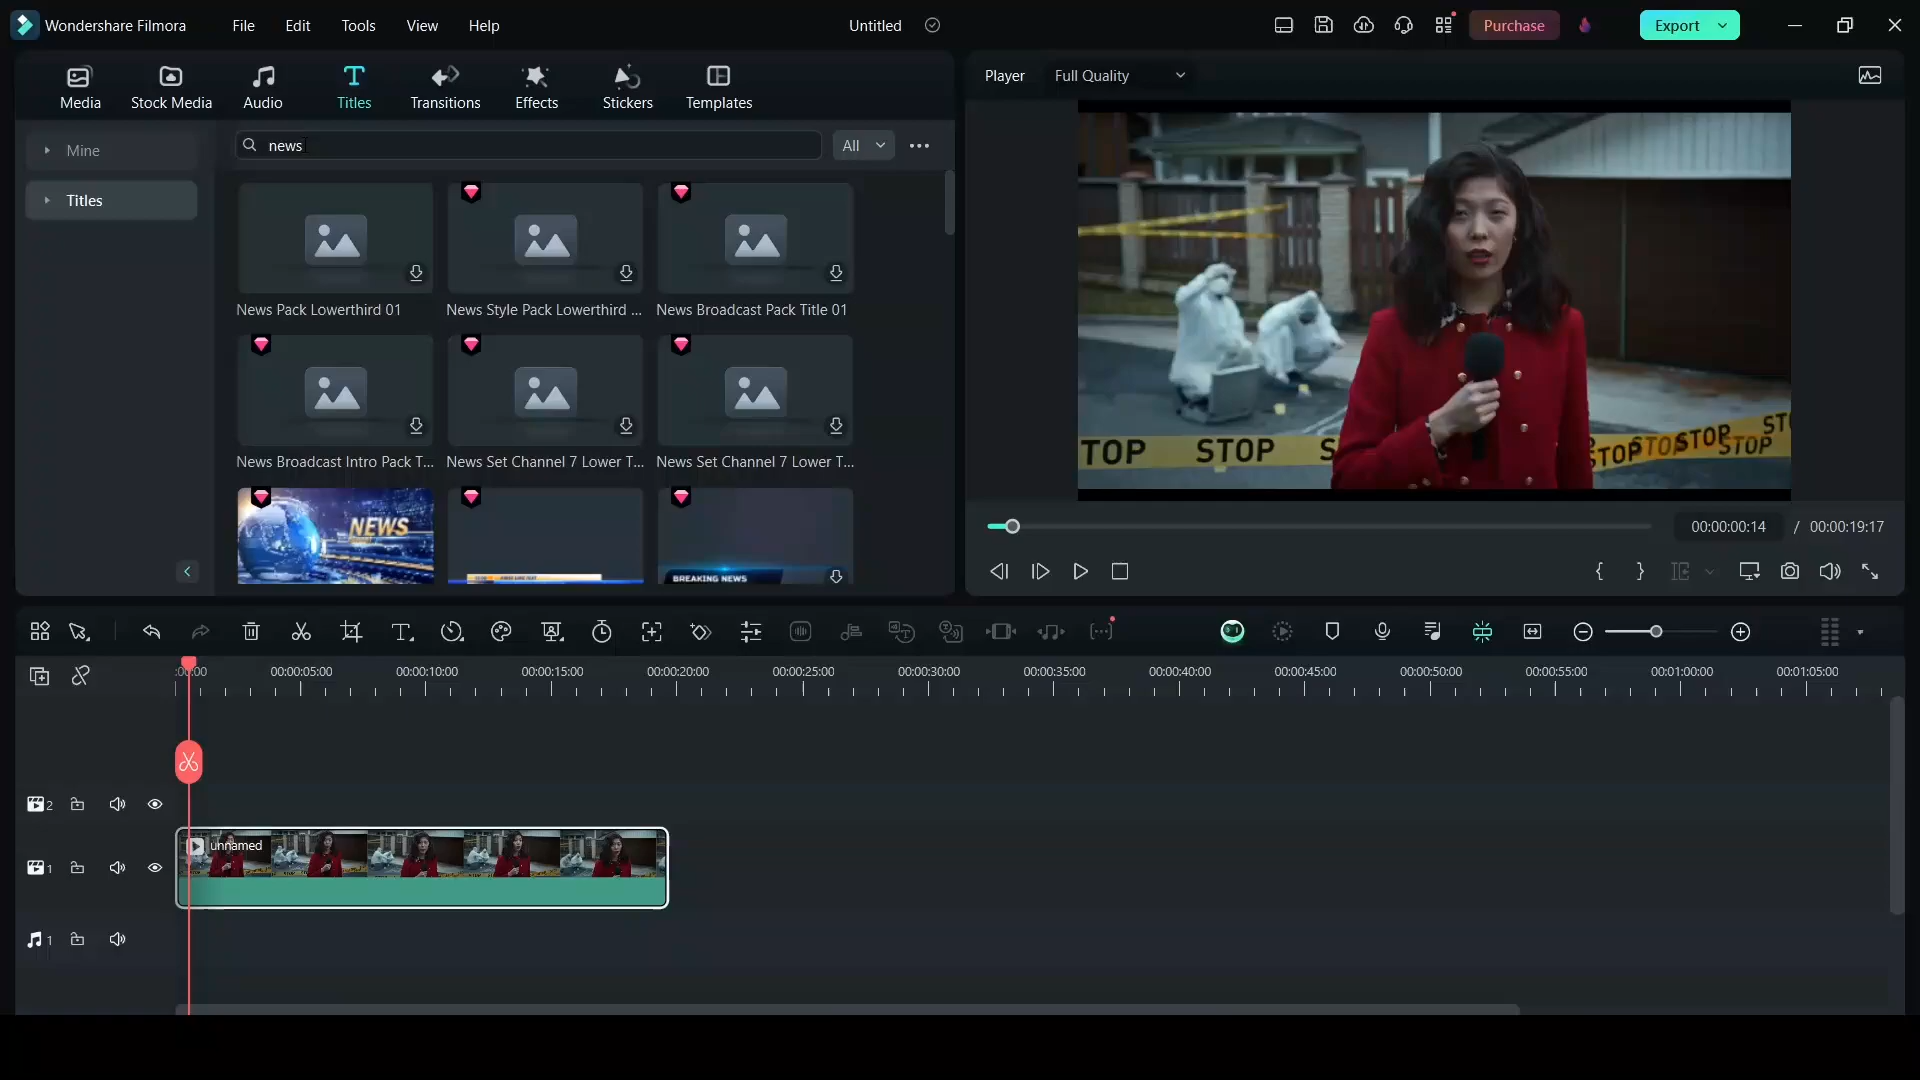 Wondershare Filmora File Edit Tools View Help Untitled Purchase Export
Media Stock Media Audio Titles Transitions Effects Stickers Templates
Player Full Quality
Mine
Titles
news All
News Pack Lowerthird 01 News Style Pack Lowerthird ... News Broadcast Pack Title 01
News Broadcast Intro Pack T... News Set Channel 7 Lower T... News Set Channel 7 Lower T...
NEWS
BREAKING NEWS
TOP STOP S STOP STOP STOP ST
00:00:00:14 / 00:00:19:17
:00:00 00:00:05:00 00:00:10:00 00:00:15:00 00:00:20:00 00:00:25:00 00:00:30:00 00:00:35:00 00:00:40:00 00:00:45:00 00:00:50:00 00:00:55:00 00:01:00:00 00:01:05:00
2
unnamed
1
1